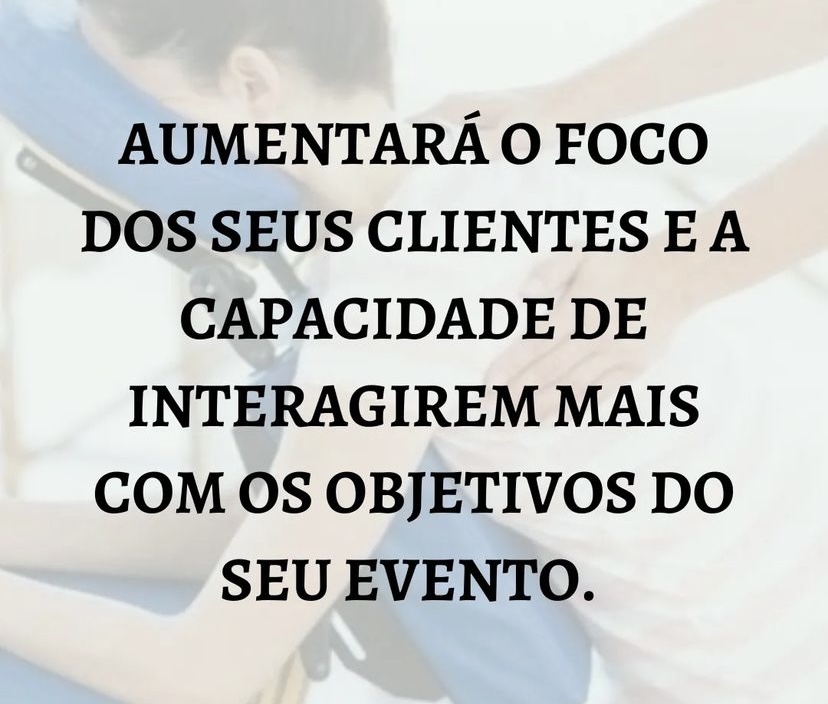 AUMENTARÁ O FOCO
DOS SEUS CLIENTES E A
CAPACIDADE DE
INTERAGIREM MAIS
COM OS OBJETIVOS DO
SEU EVENTO.